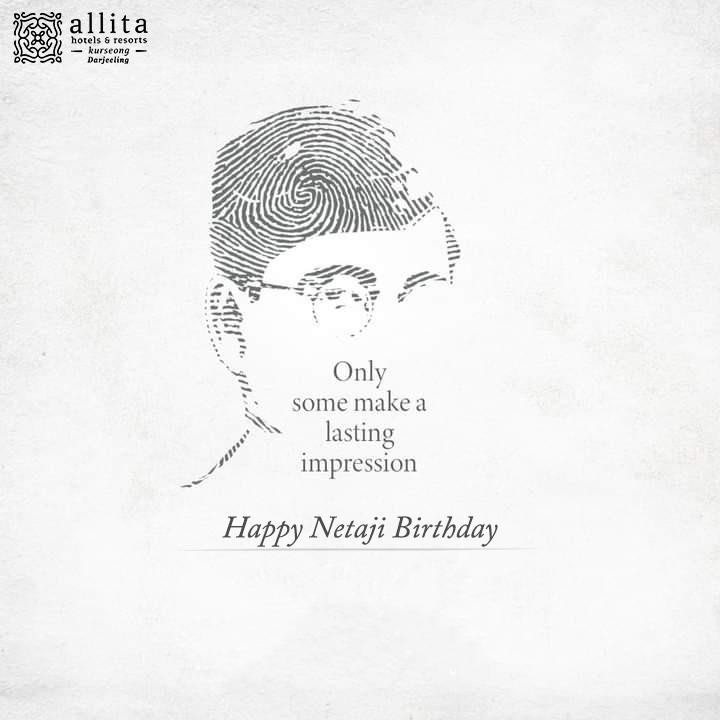 allita
hotels & resorts
kurseong
Darjeeling
Only
some make a
lasting
impression
Happy Netaji Birthday